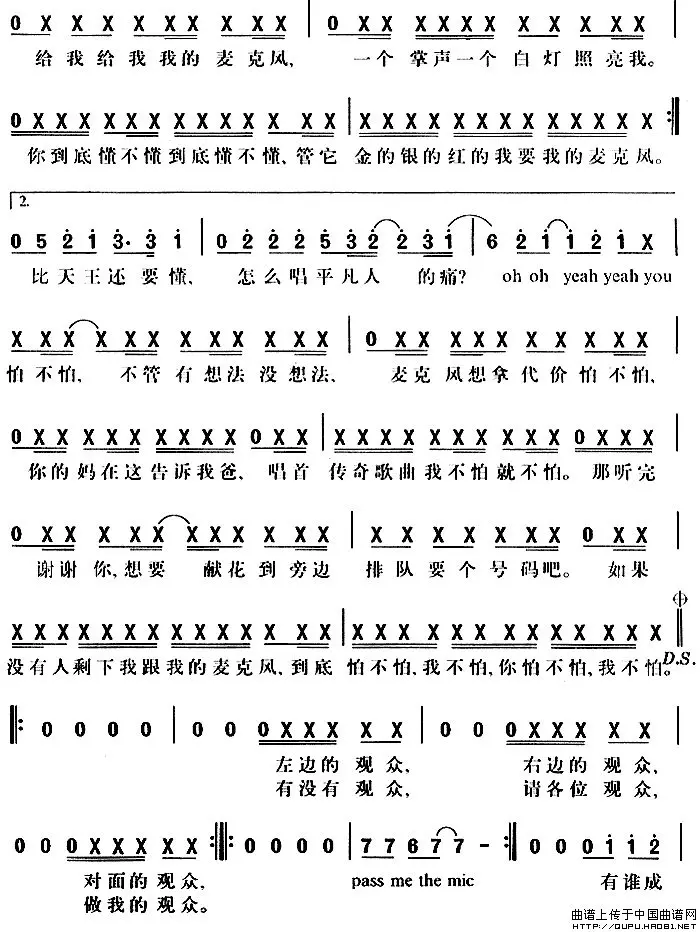 0 X X X X X X X | 0 X X X X X X X X X
给我给我我的麦克风, 一个掌声一个白灯照亮我。
0 X X X X X X X X X X X X X X | X X X X X X X X X X X X :||
你到底懂不懂到底懂不懂,管它 金的银的红的我要我的麦克风。
2.
0 5 2 1 3· 3 1 | 0 2 2 2 5 3 2 2 3 1 | 6 2 1 1 2 1 X
比天王还要懂, 怎么唱平凡人 的痛? oh oh yeah yeah you
怕不怕, 不管有想法没想法, 麦克风想拿代价怕不怕,
你的妈在这告诉我爸, 唱首 传奇歌曲我不怕就不怕。那听完
谢谢你,想要 献花到旁边 排队要个号码吧。 如果
没有人剩下我跟我的麦克风,到底 怕不怕,我不怕,你怕不怕,我不怕。
D.S.
||: 0 0 0 0 | 0 0 0 X X X X X | 0 0 0 X X X X X |
左边的观众, 右边的观众,
有没有观众, 请各位观众,
0 0 0 X X X X X :||: 0 0 0 0 | 7 7 6 7 7 - :|| 0 0 0 1 1 2
对面的观众, pass me the mic 有谁成
做我的观众。
曲谱上传于中国曲谱网
HTTP://QUPU.HAO81.NET